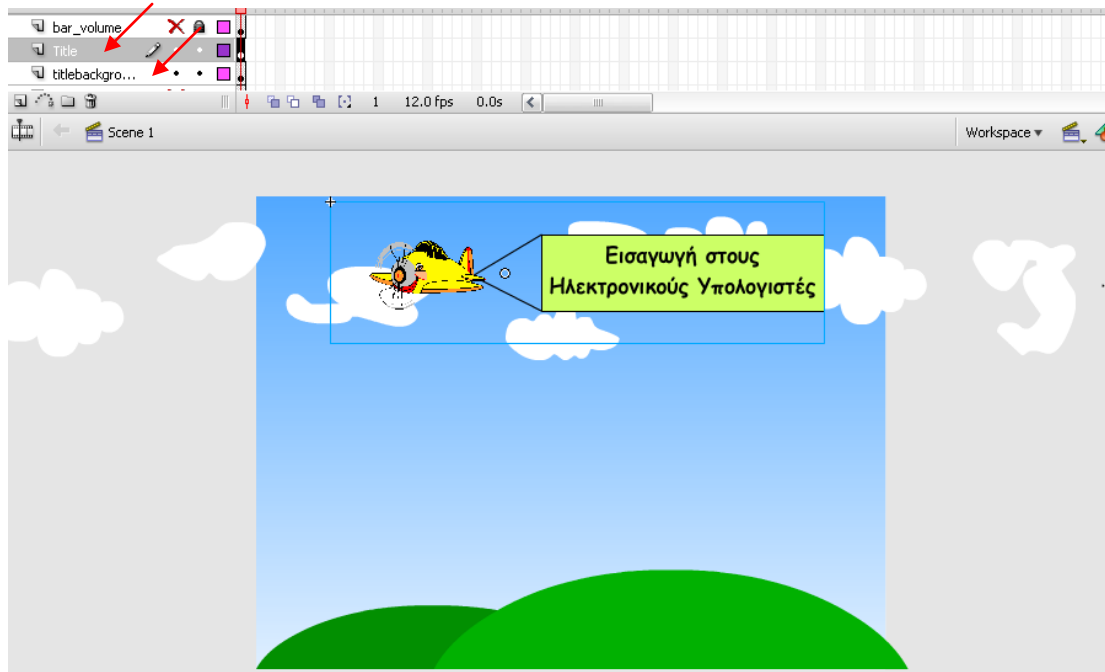 bar_volume
Title
titlebackgro...
1 12.0 fps 0.0s
Scene 1
Workspace
Εισαγωγή στους
Ηλεκτρονικούς Υπολογιστές